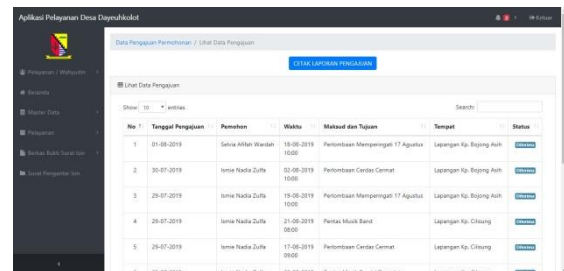 Aplikasi Pelayanan Desa Dayeuhkolot
Keluar
Data Pengajuan Permohonan / Lihat Data Pengajuan
CETAK LAPORAN PENGAJUAN
Pelayanan / Wahyudin
Beranda
Master Data
Pelayanan
Berkas Bukti Surat Izin
Surat Pengantar Izin
Lihat Data Pengajuan
Show 10 entries
Search:
No Tanggal Pengajuan Pemohon Waktu Maksud dan Tujuan Tempat Status
1 01-08-2019 Selvia Afifah Wardah 18-08-2019 10:00 Perlombaan Memperingati 17 Agustus Lapangan Kp. Bojong Asih Diterima
2 30-07-2019 Ismie Nadia Zulfa 02-08-2019 10:00 Perlombaan Cerdas Cermat Lapangan Kp. Bojong Asih Diterima
3 29-07-2019 Ismie Nadia Zulfa 19-08-2019 10:00 Perlombaan Memperingati 17 Agustus Lapangan Kp. Bojong Asih Diterima
4 29-07-2019 Ismie Nadia Zulfa 21-09-2019 08:00 Pentas Musik Band Lapangan Kp. Cilisung Diterima
5 29-07-2019 Ismie Nadia Zulfa 17-08-2019 09:00 Perlombaan Cerdas Cermat Lapangan Kp. Cilisung Diterima